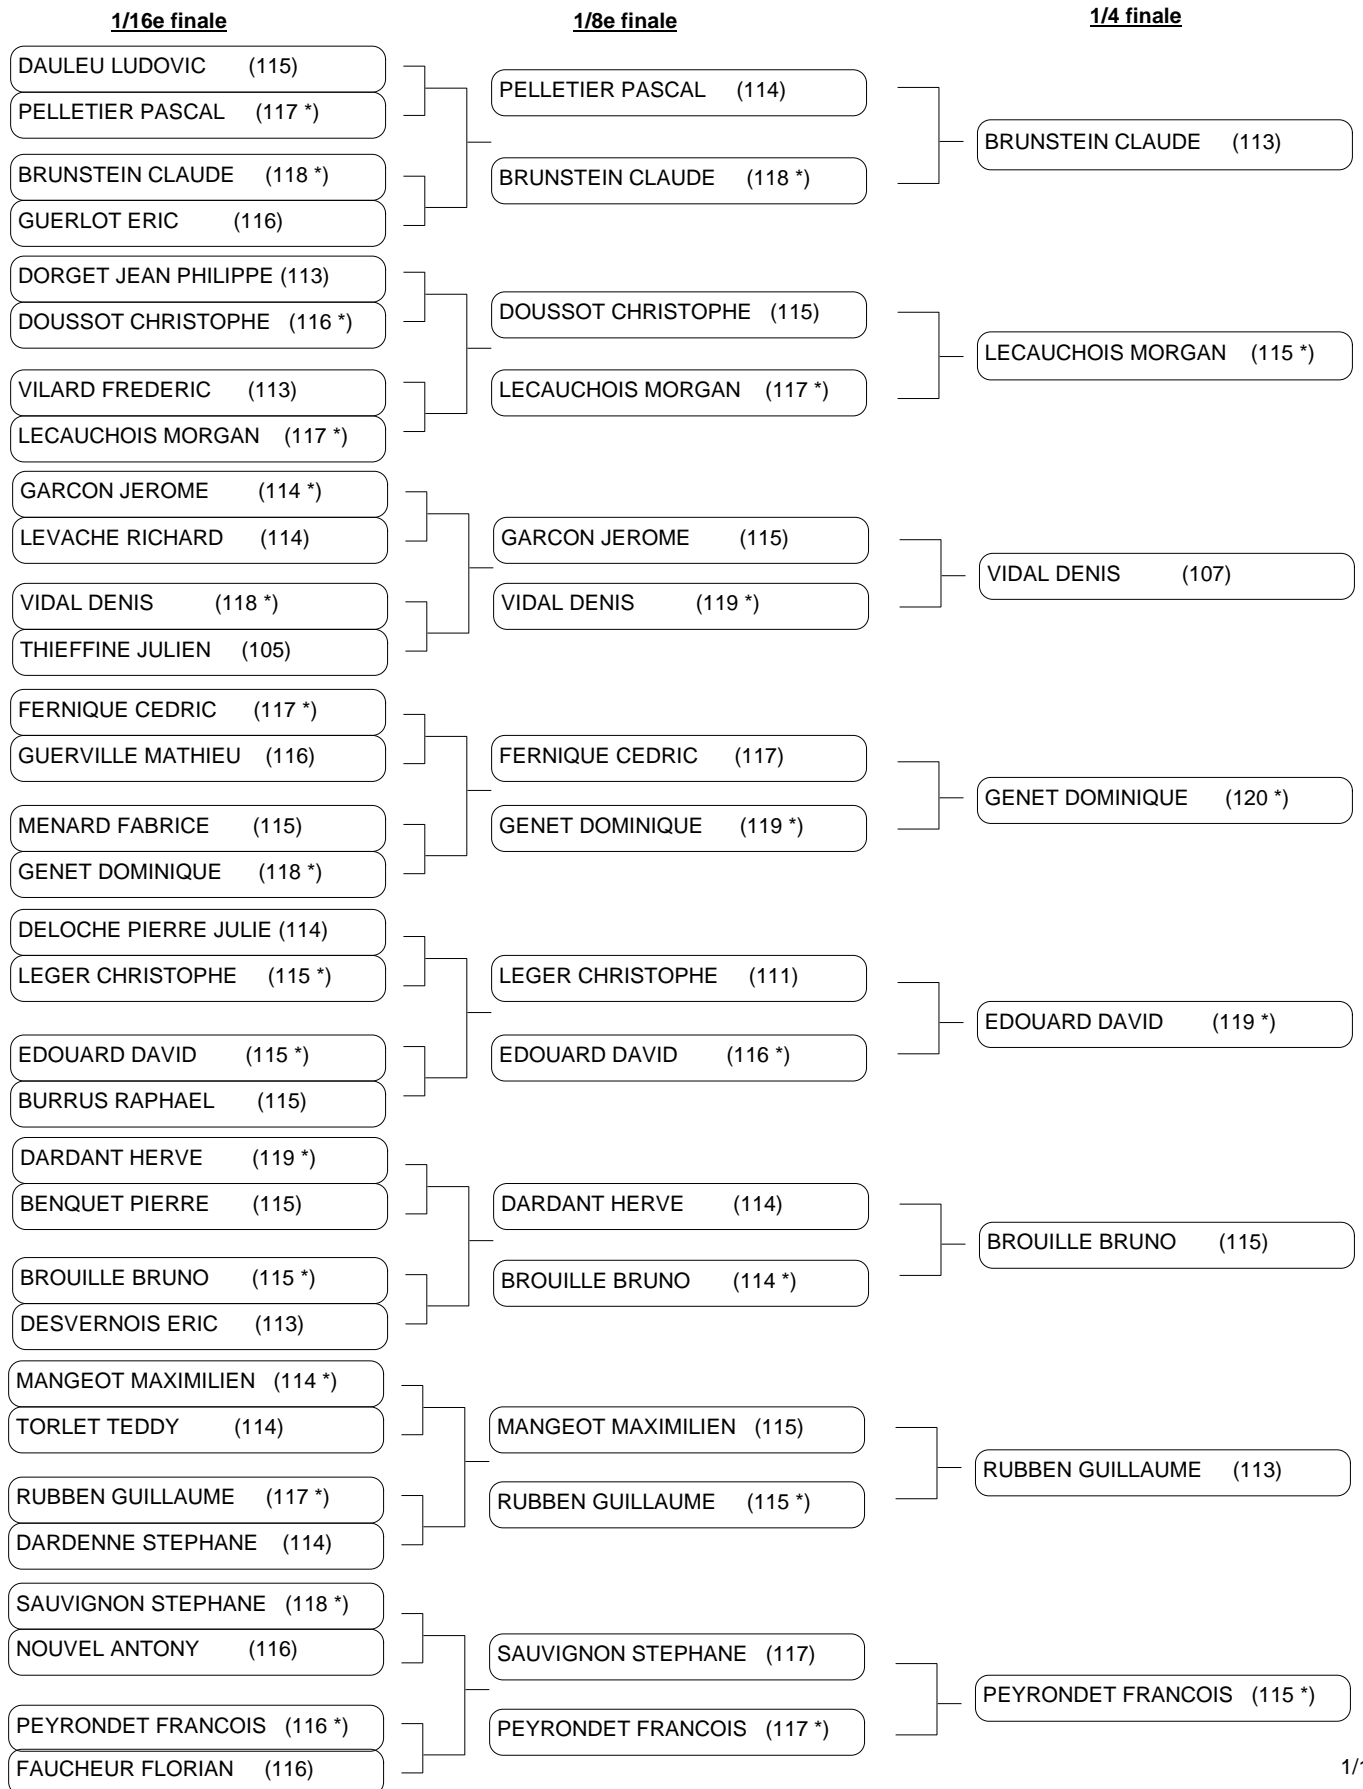 1/16e finale
DAULEU LUDOVIC (115)
PELLETIER PASCAL (117 *)
BRUNSTEIN CLAUDE (118 *)
GUERLOT ERIC (116)
DORGET JEAN PHILIPPE (113)
DOUSSOT CHRISTOPHE (116 *)
VILARD FREDERIC (113)
LECAUCHOIS MORGAN (117 *)
GARCON JEROME (114 *)
LEVACHE RICHARD (114)
VIDAL DENIS (118 *)
THIEFFINE JULIEN (105)
FERNIQUE CEDRIC (117 *)
GUERVILLE MATHIEU (116)
MENARD FABRICE (115)
GENET DOMINIQUE (118 *)
DELOCHE PIERRE JULIE (114)
LEGER CHRISTOPHE (115 *)
EDOUARD DAVID (115 *)
BURRUS RAPHAEL (115)
DARDANT HERVE (119 *)
BENQUET PIERRE (115)
BROUILLE BRUNO (115 *)
DESVERNOIS ERIC (113)
MANGEOT MAXIMILIEN (114 *)
TORLET TEDDY (114)
RUBBEN GUILLAUME (117 *)
DARDENNE STEPHANE (114)
SAUVIGNON STEPHANE (118 *)
NOUVEL ANTONY (116)
PEYRONDET FRANCOIS (116 *)
FAUCHEUR FLORIAN (116)
1/8e finale
PELLETIER PASCAL (114)
BRUNSTEIN CLAUDE (118 *)
DOUSSOT CHRISTOPHE (115)
LECAUCHOIS MORGAN (117 *)
GARCON JEROME (115)
VIDAL DENIS (119 *)
FERNIQUE CEDRIC (117)
GENET DOMINIQUE (119 *)
LEGER CHRISTOPHE (111)
EDOUARD DAVID (116 *)
DARDANT HERVE (114)
BROUILLE BRUNO (114 *)
MANGEOT MAXIMILIEN (115)
RUBBEN GUILLAUME (115 *)
SAUVIGNON STEPHANE (117)
PEYRONDET FRANCOIS (117 *)
1/4 finale
BRUNSTEIN CLAUDE (113)
LECAUCHOIS MORGAN (115 *)
VIDAL DENIS (107)
GENET DOMINIQUE (120 *)
EDOUARD DAVID (119 *)
BROUILLE BRUNO (115)
RUBBEN GUILLAUME (113)
PEYRONDET FRANCOIS (115 *)